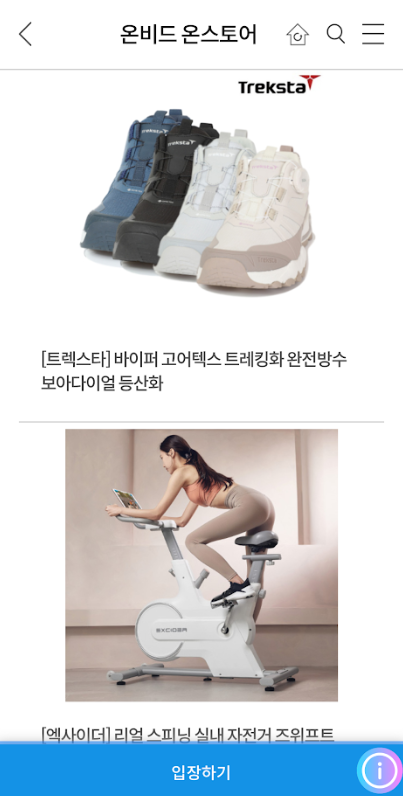 온비드 온스토어
Treksta
Treksta
[트렉스타] 바이퍼 고어텍스 트레킹화 완전방수
보아다이얼 등산화
EXCIDER
[엑사이더] 리얼 스피닝 실내 자전거 즈위프트
입장하기